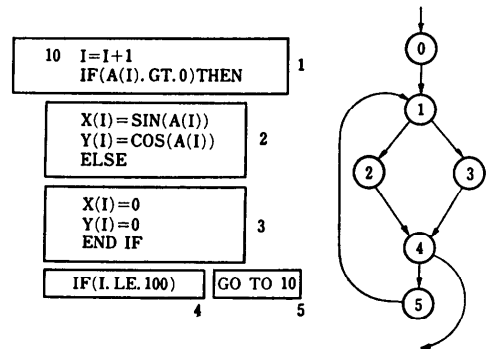 10 I=I+1
IF(A(I).GT.0)THEN
1
X(I)=SIN(A(I))
Y(I)=COS(A(I))
ELSE
2
X(I)=0
Y(I)=0
END IF
3
IF(I.LE.100)
4
GO TO 10
5
0
1
2
3
4
5